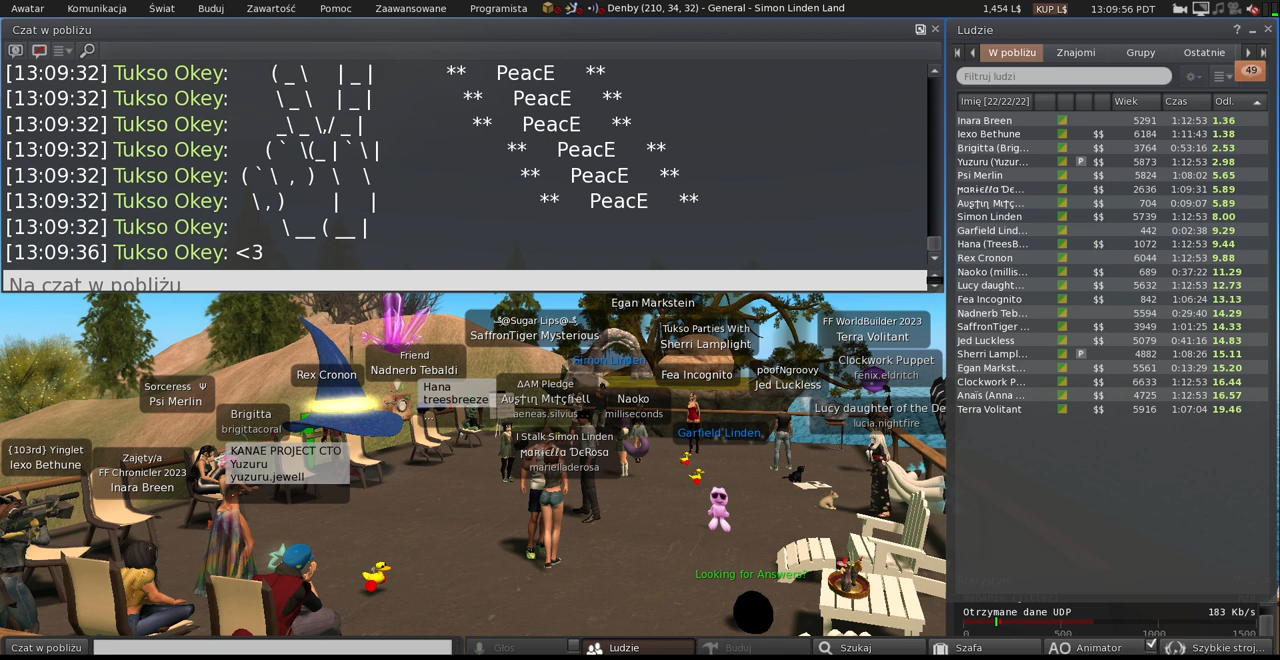 Awatar Komunikacja Świat Buduj Zawartość Pomoc Zaawansowane Programista Denby (210, 34, 32) - General - Simon Linden Land 1,454 L$ KUP L$ 13:09:56 PDT
Czat w pobliżu
[13:09:32] Tukso Okey: ( _ \ | _ | ** PeacE **
[13:09:32] Tukso Okey: \ _ \ | _ | ** PeacE **
[13:09:32] Tukso Okey: _\ _ \,/ _ | ** PeacE **
[13:09:32] Tukso Okey: ( ` \(_ | ` \ | ** PeacE **
[13:09:32] Tukso Okey: ( ` \ , ) \ \ ** PeacE **
[13:09:32] Tukso Okey: \ , ) | | ** PeacE **
[13:09:32] Tukso Okey: \ __ ( __ |
[13:09:36] Tukso Okey: <3
Na czat w pobliżu
Egan Markstein
@Sugar Lips@
SaffronTiger Mysterious
Tukso Parties With
Sherri Lamplight
FF WorldBuilder 2023
Terra Volitant
Simon Linden
Friend
Nadnerb Tebaldi
Rex Cronon
Fea Incognito
poofNgroovy
Jed Luckless
Clockwork Puppet
fenix.eldritch
Sorceress Ψ
Psi Merlin
Hana
treesbreeze
...
ΔAM Pledge
aeneas.silvius
Naoko
milliseconds
Lucy daughter of the De
lucia.nightfire
Brigitta
brigittacoral
Garfield Linden
I Stalk Simon Linden
marielladerosa
{103rd} Yinglet
Iexo Bethune
Zajęty/a
FF Chronicler 2023
Inara Breen
KANAE PROJECT CTO
Yuzuru
yuzuru.jewell
Looking for Answers?
Ludzie
W pobliżu Znajomi Grupy Ostatnie
Filtruj ludzi
49
Imię [22/22/22] Wiek Czas Odl.
Inara Breen 5291 1:12:53 1.36
Iexo Bethune $$ 6184 1:11:43 1.38
Brigitta (Brig... $$ 3764 0:53:16 2.53
Yuzuru (Yuzur... P $$ 5873 1:12:53 2.98
Psi Merlin $$ 5824 1:08:02 5.65
$$ 2636 1:09:31 5.89
$$ 704 0:09:07 5.89
Simon Linden $$ 5739 1:12:53 8.00
Garfield Lind... 442 0:02:38 9.29
Hana (TreesB... $$ 1072 1:12:53 9.44
Rex Cronon 6044 1:12:53 9.88
Naoko (millis... $$ 689 0:37:22 11.29
Lucy daught... $$ 5632 1:12:53 12.73
Fea Incognito $$ 842 1:06:24 13.13
Nadnerb Teb... 5594 0:29:40 14.29
SaffronTiger ... $$ 3949 1:01:25 14.33
Jed Luckless $$ 5079 0:41:16 14.83
Sherri Lampl... P 4882 1:08:26 15.11
Egan Markst... $$ 5561 0:13:29 15.20
Clockwork P... $$ 6633 1:12:53 16.44
Anaïs (Anna ... $$ 4725 1:12:53 16.57
Terra Volitant $$ 5916 1:07:04 19.46
Otrzymane dane UDP 183 Kb/s
0 500 1000 1500
Czat w pobliżu Głos Ludzie Buduj Szukaj Szafa AO Animator Szybkie stroj...